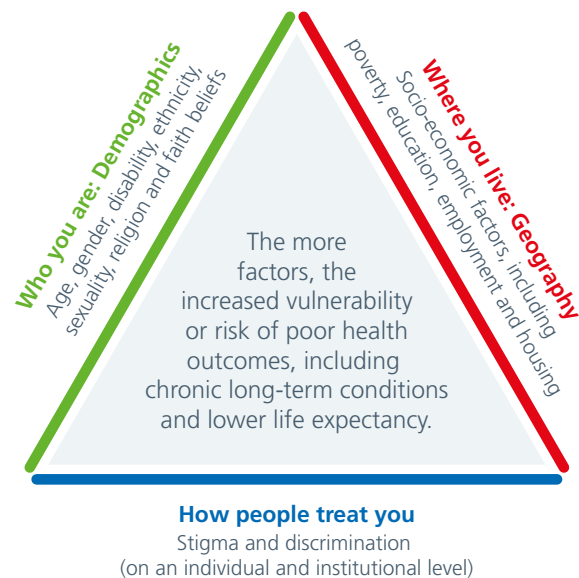 Who you are: Demographics
Age, gender, disability, ethnicity,
sexuality, religion and faith beliefs
Where you live: Geography
Socio-economic factors, including
poverty, education, employment and housing
The more
factors, the
increased vulnerability
or risk of poor health
outcomes, including
chronic long-term conditions
and lower life expectancy.
How people treat you
Stigma and discrimination
(on an individual and institutional level)